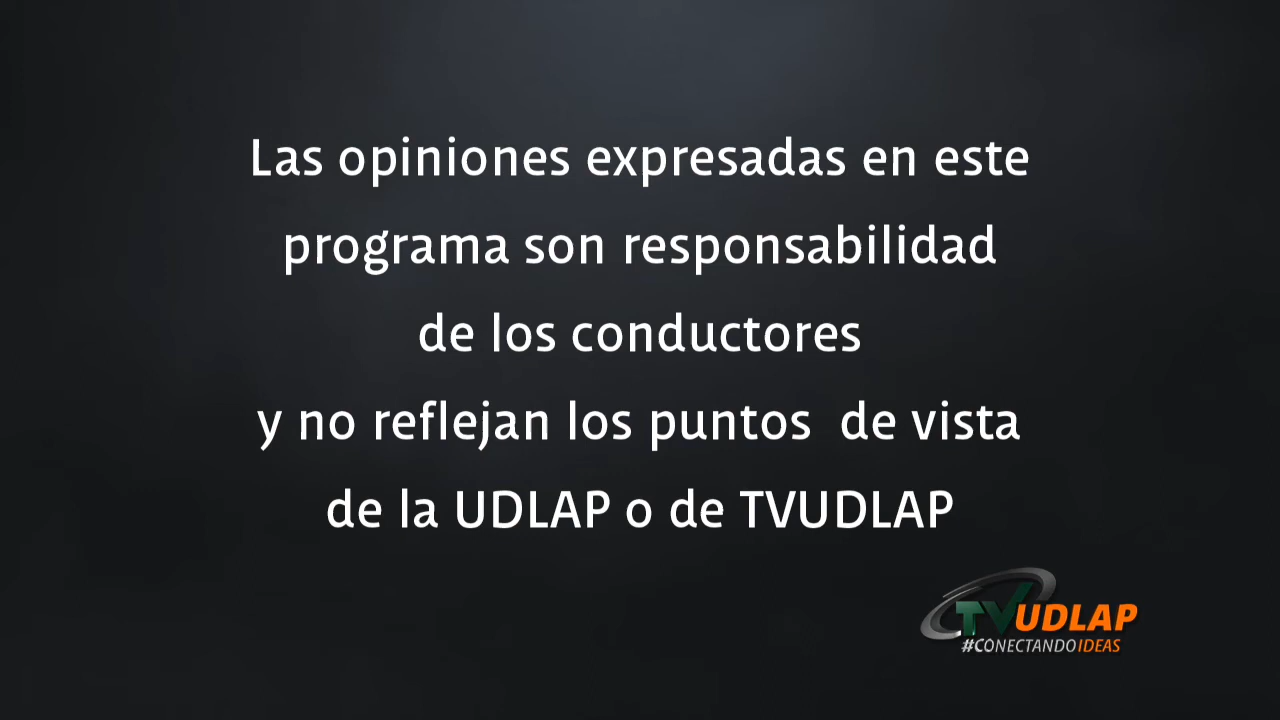 Las opiniones expresadas en este
programa son responsabilidad
de los conductores
y no reflejan los puntos  de vista
de la UDLAP o de TVUDLAP
TVUDLAP
#CONECTANDOIDEAS